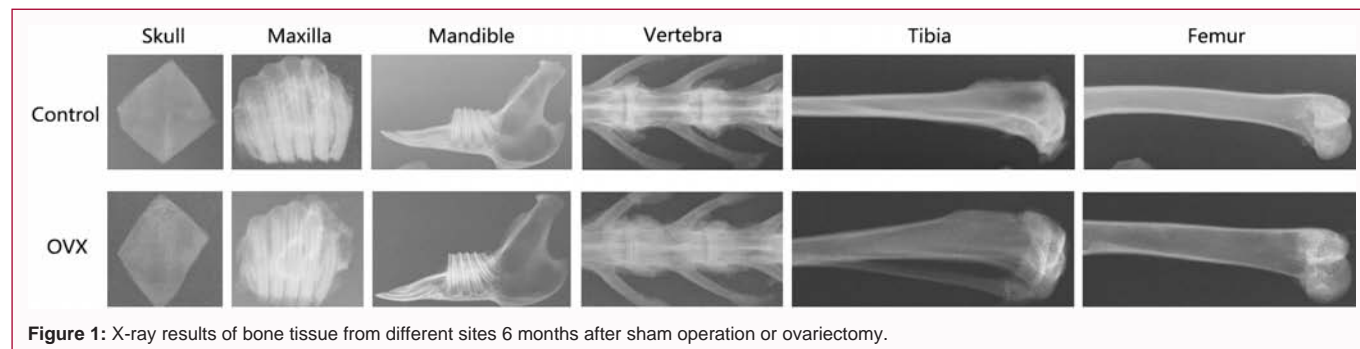 Skull Maxilla Mandible Vertebra Tibia Femur
Control
OVX
Figure 1: X-ray results of bone tissue from different sites 6 months after sham operation or ovariectomy.